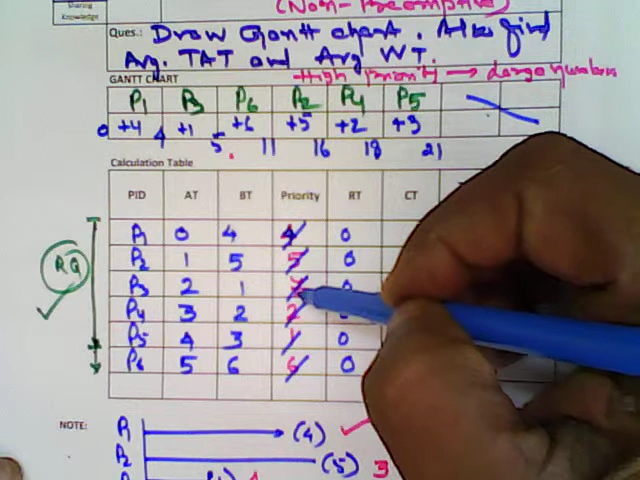 Sharing
Knowledge
(Non-Preemptive)
Ques.: Draw Gantt chart. Also find
Avg. TAT and Avg WT.
GANTT CHART
High Priority → Large numbers
P1 P3 P6 P2 P4 P5
+4 +1 +6 +5 +2 +3
0 4 5 11 16 18 21
Calculation Table
PID AT BT Priority RT CT
P1 0 4 4 0
P2 1 5 5 0
P3 2 1 0
P4 3 2 2
P5 4 3 1 0
P6 5 6 6 0
RQ
NOTE:
P1 (4)
P2 (5) 3